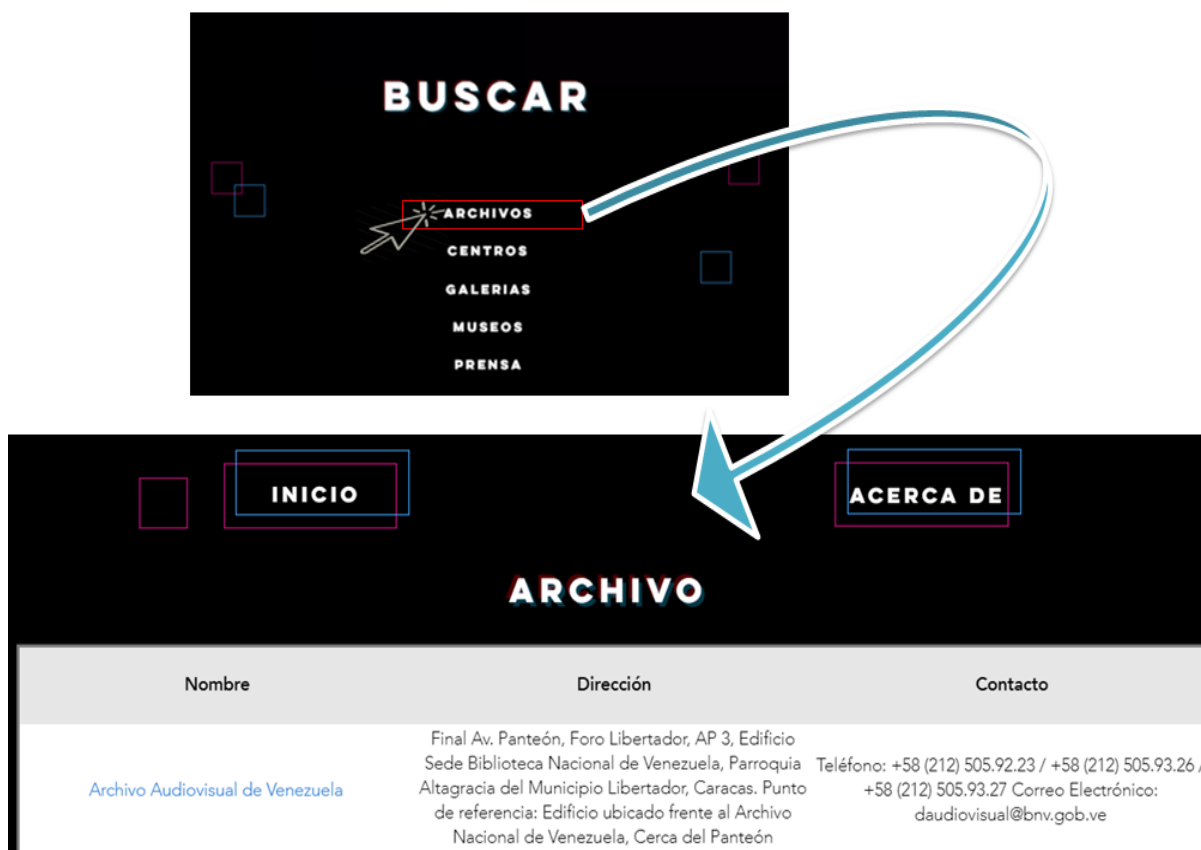 BUSCAR
ARCHIVOS
CENTROS
GALERIAS
MUSEOS
PRENSA
INICIO
ACERCA DE
ARCHIVO
Nombre
Dirección
Contacto
Archivo Audiovisual de Venezuela
Final Av. Panteón, Foro Libertador, AP 3, Edificio
Sede Biblioteca Nacional de Venezuela, Parroquia
Altagracia del Municipio Libertador, Caracas. Punto
de referencia: Edificio ubicado frente al Archivo
Nacional de Venezuela, Cerca del Panteón
Teléfono: +58 (212) 505.92.23 / +58 (212) 505.93.26 /
+58 (212) 505.93.27 Correo Electrónico:
daudiovisual@bnv.gob.ve